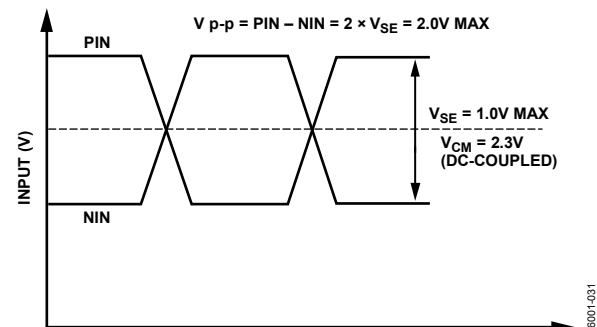 V p-p = PIN – NIN = 2 × VSE = 2.0V MAX
PIN
VSE = 1.0V MAX
VCM = 2.3V
(DC-COUPLED)
INPUT (V)
NIN
6001-031